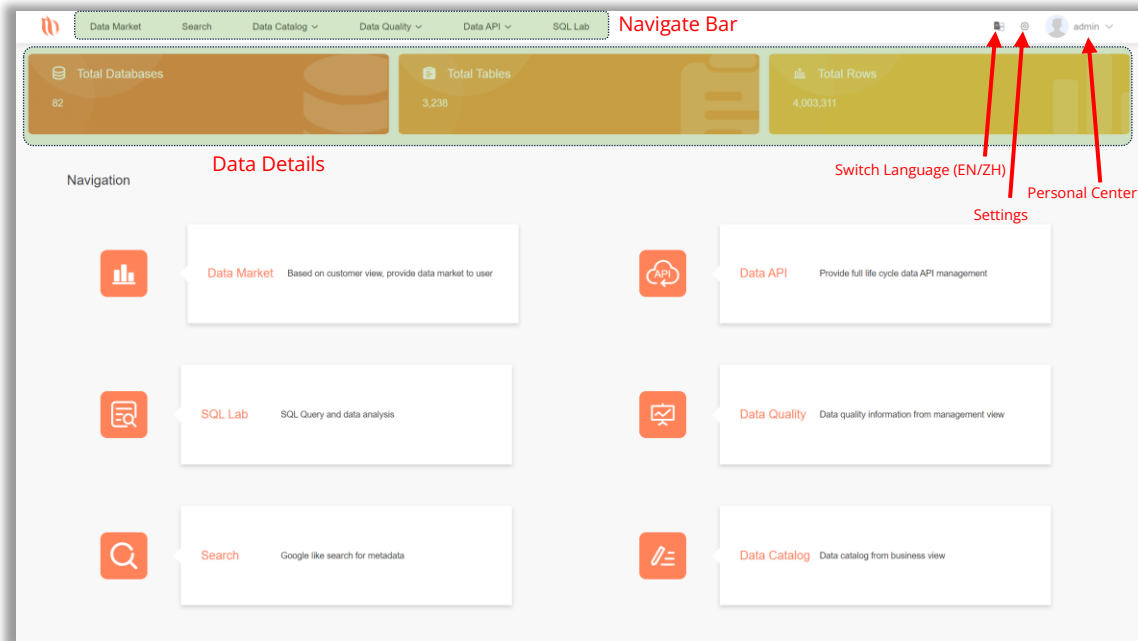 Data Market Search Data Catalog Data Quality Data API SQL Lab Navigate Bar admin
Total Databases
82
Total Tables
3,238
Total Rows
4,003,311
Data Details
Switch Language (EN/ZH)
Personal Center
Settings
Navigation
Data Market Based on customer view, provide data market to user
Data API Provide full life cycle data API management
API
SQL Lab SQL Query and data analysis
Data Quality Data quality information from management view
Search Google like search for metadata
Data Catalog Data catalog from business view